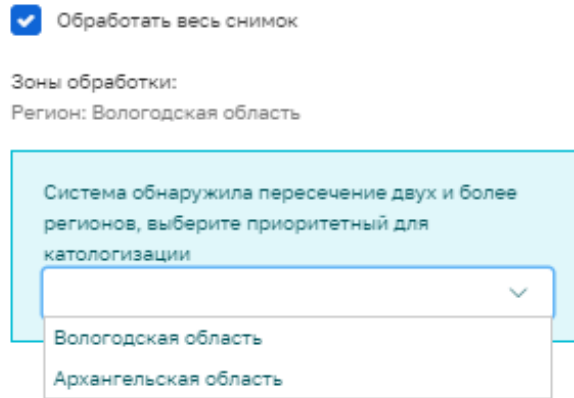 Обработать весь снимок
Зоны обработки:
Регион: Вологодская область
Система обнаружила пересечение двух и более
регионов, выберите приоритетный для
катологизации
Вологодская область
Архангельская область